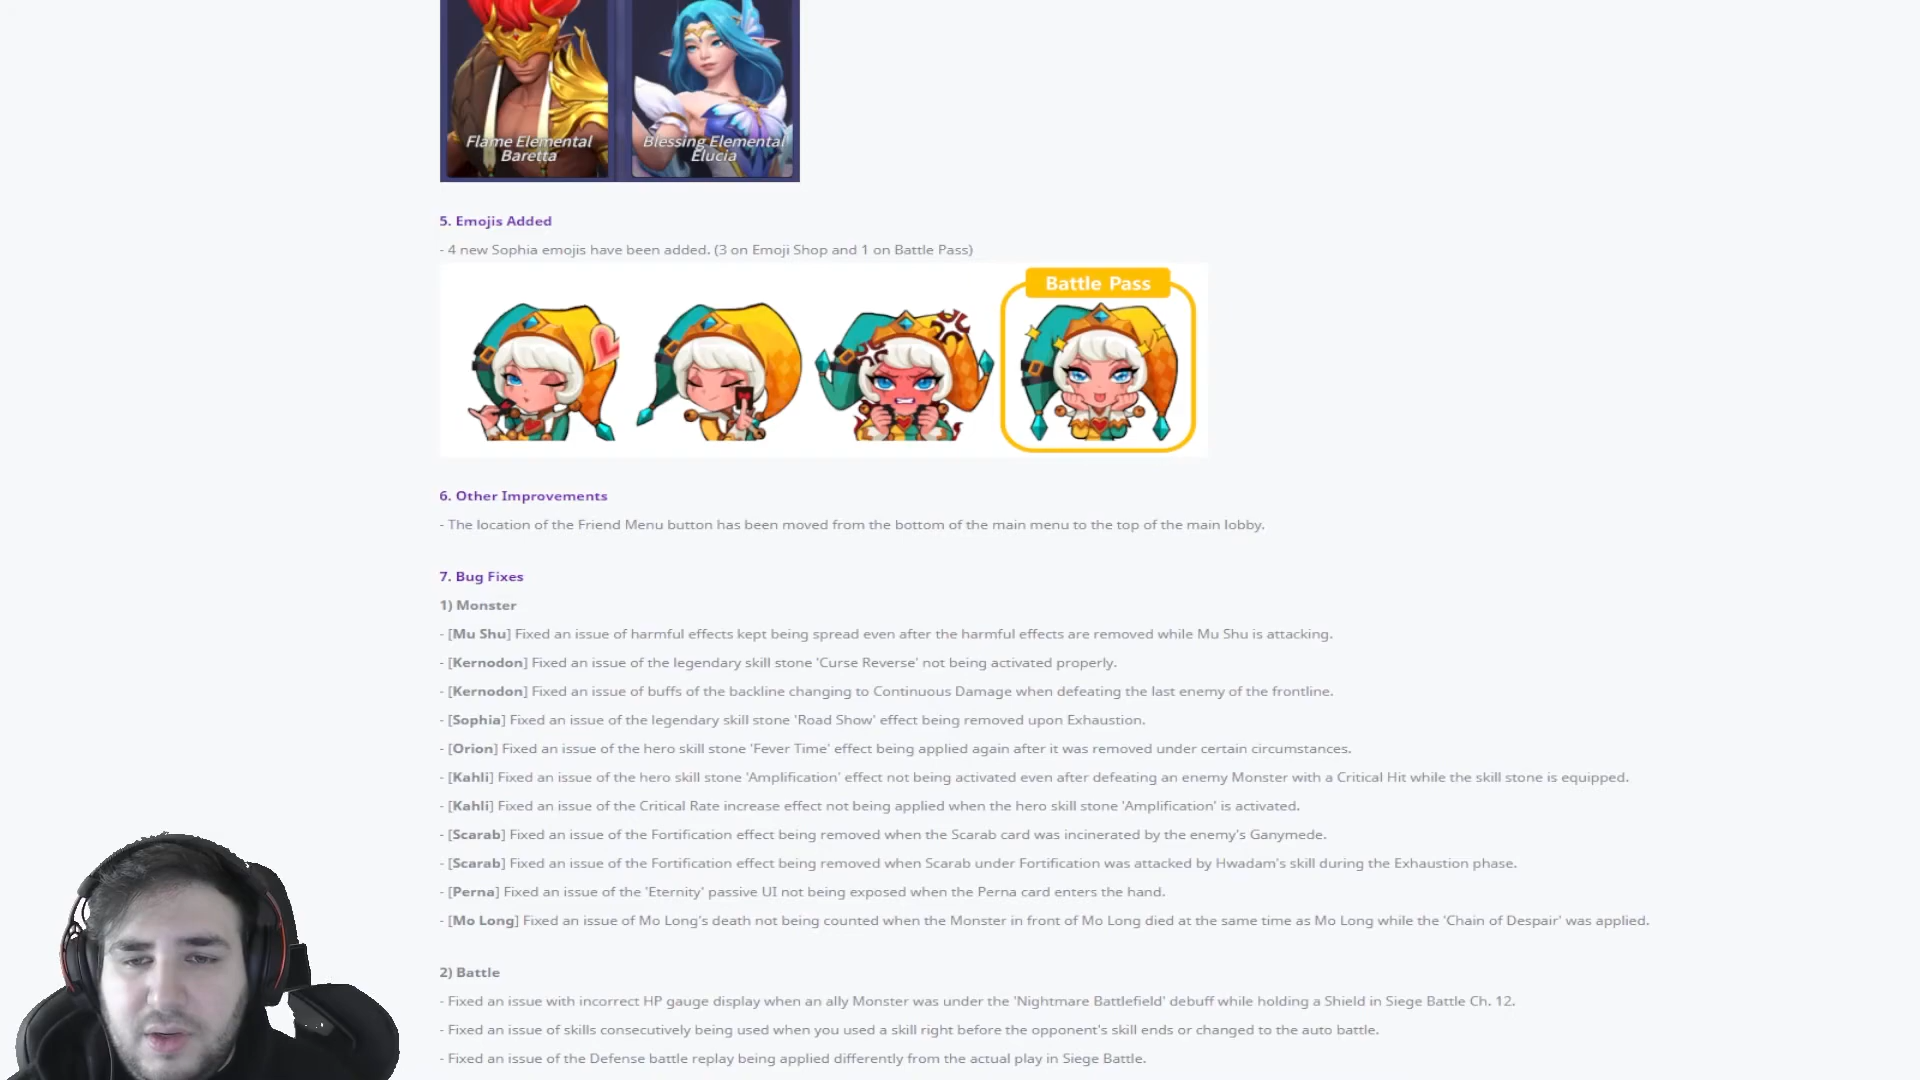 Flame Elemental
Baretta
Blessing Elemental
Elucia
5. Emojis Added
- 4 new Sophia emojis have been added. (3 on Emoji Shop and 1 on Battle Pass)
Battle Pass
6. Other Improvements
- The location of the Friend Menu button has been moved from the bottom of the main menu to the top of the main lobby.
7. Bug Fixes
1) Monster
- [Mu Shu] Fixed an issue of harmful effects kept being spread even after the harmful effects are removed while Mu Shu is attacking.
- [Kernodon] Fixed an issue of the legendary skill stone 'Curse Reverse' not being activated properly.
- [Kernodon] Fixed an issue of buffs of the backline changing to Continuous Damage when defeating the last enemy of the frontline.
- [Sophia] Fixed an issue of the legendary skill stone 'Road Show' effect being removed upon Exhaustion.
- [Orion] Fixed an issue of the hero skill stone 'Fever Time' effect being applied again after it was removed under certain circumstances.
- [Kahli] Fixed an issue of the hero skill stone 'Amplification' effect not being activated even after defeating an enemy Monster with a Critical Hit while the skill stone is equipped.
- [Kahli] Fixed an issue of the Critical Rate increase effect not being applied when the hero skill stone 'Amplification' is activated.
- [Scarab] Fixed an issue of the Fortification effect being removed when the Scarab card was incinerated by the enemy's Ganymede.
- [Scarab] Fixed an issue of the Fortification effect being removed when Scarab under Fortification was attacked by Hwadam's skill during the Exhaustion phase.
- [Perna] Fixed an issue of the 'Eternity' passive UI not being exposed when the Perna card enters the hand.
- [Mo Long] Fixed an issue of Mo Long's death not being counted when the Monster in front of Mo Long died at the same time as Mo Long while the 'Chain of Despair' was applied.
2) Battle
- Fixed an issue with incorrect HP gauge display when an ally Monster was under the 'Nightmare Battlefield' debuff while holding a Shield in Siege Battle Ch. 12.
- Fixed an issue of skills consecutively being used when you used a skill right before the opponent's skill ends or changed to the auto battle.
- Fixed an issue of the Defense battle replay being applied differently from the actual play in Siege Battle.